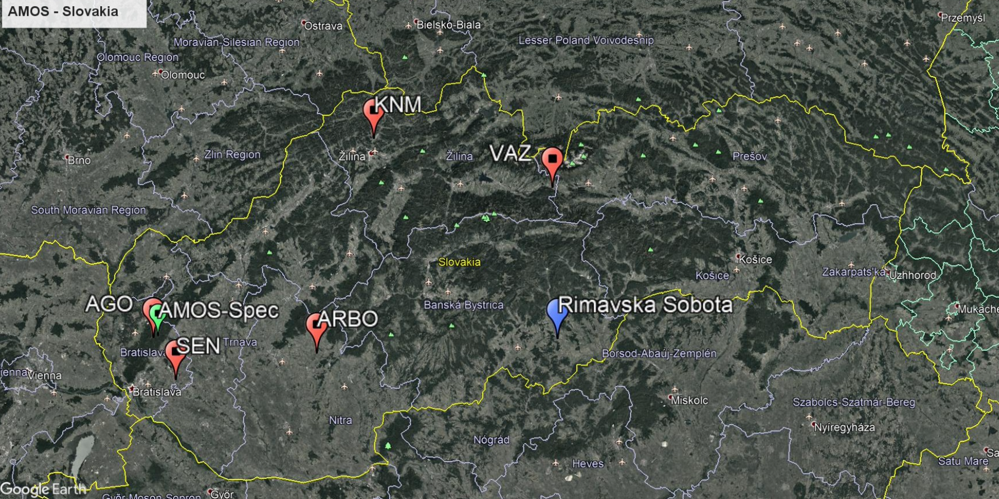 AMOS - Slovakia
Ostrava
Bielsko-Biala
Przemyśl
Moravian-Silesian Region
Lesser Poland Voivodesnip
Olomouc Region
Olomouc
KNM
Zlin Region
Brno
Žilina
Žilina
VAZ
Prešov
South Moravian Region
Slovakia
Košice
Košice
Zakarpats'ka
Uzhhorod
AGO
AMOS-Spec
ARBO
Banská Bystrica
Rimavska Sobota
Mukache
SEN
Trnava
Bratislava
Borsod-Abaúj-Zemplén
ienna
Vienna
Bratislava
Miskolc
Szabolcs-Szatmár-Bereg
Nitra
Nyíregyháza
Nógrád
Heves
Sa
Satu Mare
Google Earth
Győr-Moson-Sopron
Győr